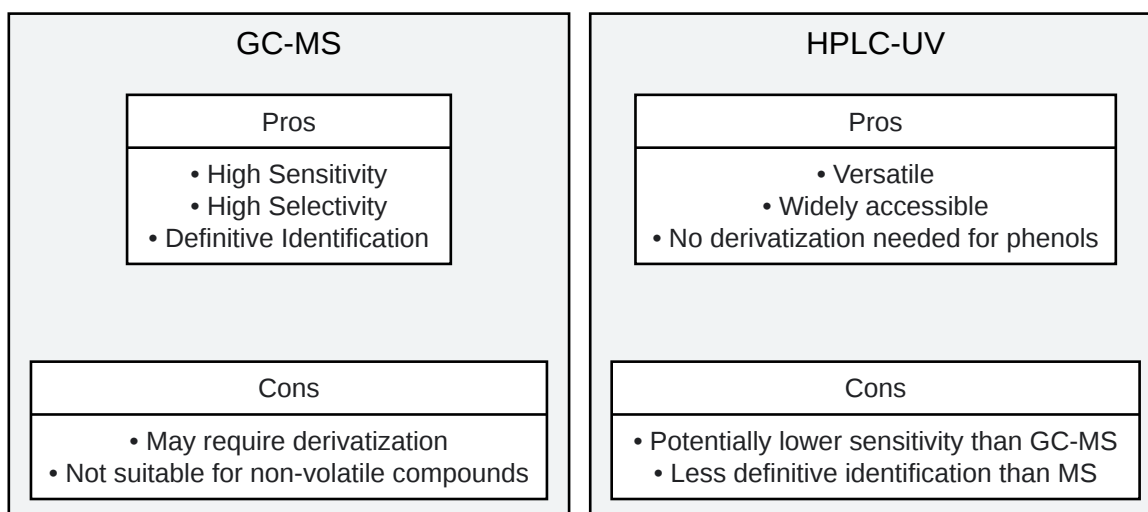 GC-MS
Pros
• High Sensitivity
• High Selectivity
• Definitive Identification
Cons
• May require derivatization
• Not suitable for non-volatile compounds
HPLC-UV
Pros
• Versatile
• Widely accessible
• No derivatization needed for phenols
Cons
• Potentially lower sensitivity than GC-MS
• Less definitive identification than MS